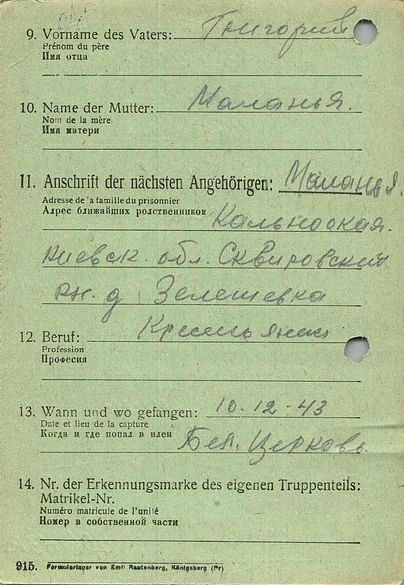 9. Vorname des Vaters: Григорий
Prénom du père
Имя отца
10. Name der Mutter: Маланья.
Nom de la mère
Имя матери
11. Anschrift der nächsten Angehörigen: Маланья.
Adresse de la famille du prisonnier
Адрес ближайших родственников
Киевск. обл. Сквировский
рн. д Зелешевка
12. Beruf:
Profession
Професия
13. Wann und wo gefangen: 10-12-43
Date et lieu de la capture
Когда и где попал в плен Бел. Церковь.
14. Nr. der Erkennungsmarke des eigenen Truppenteils:
Matrikel-Nr.
Numéro matricule de l'unité
Номер в собственной части
915. Formularlager von Emil Rautenberg, Königsberg (Pr)